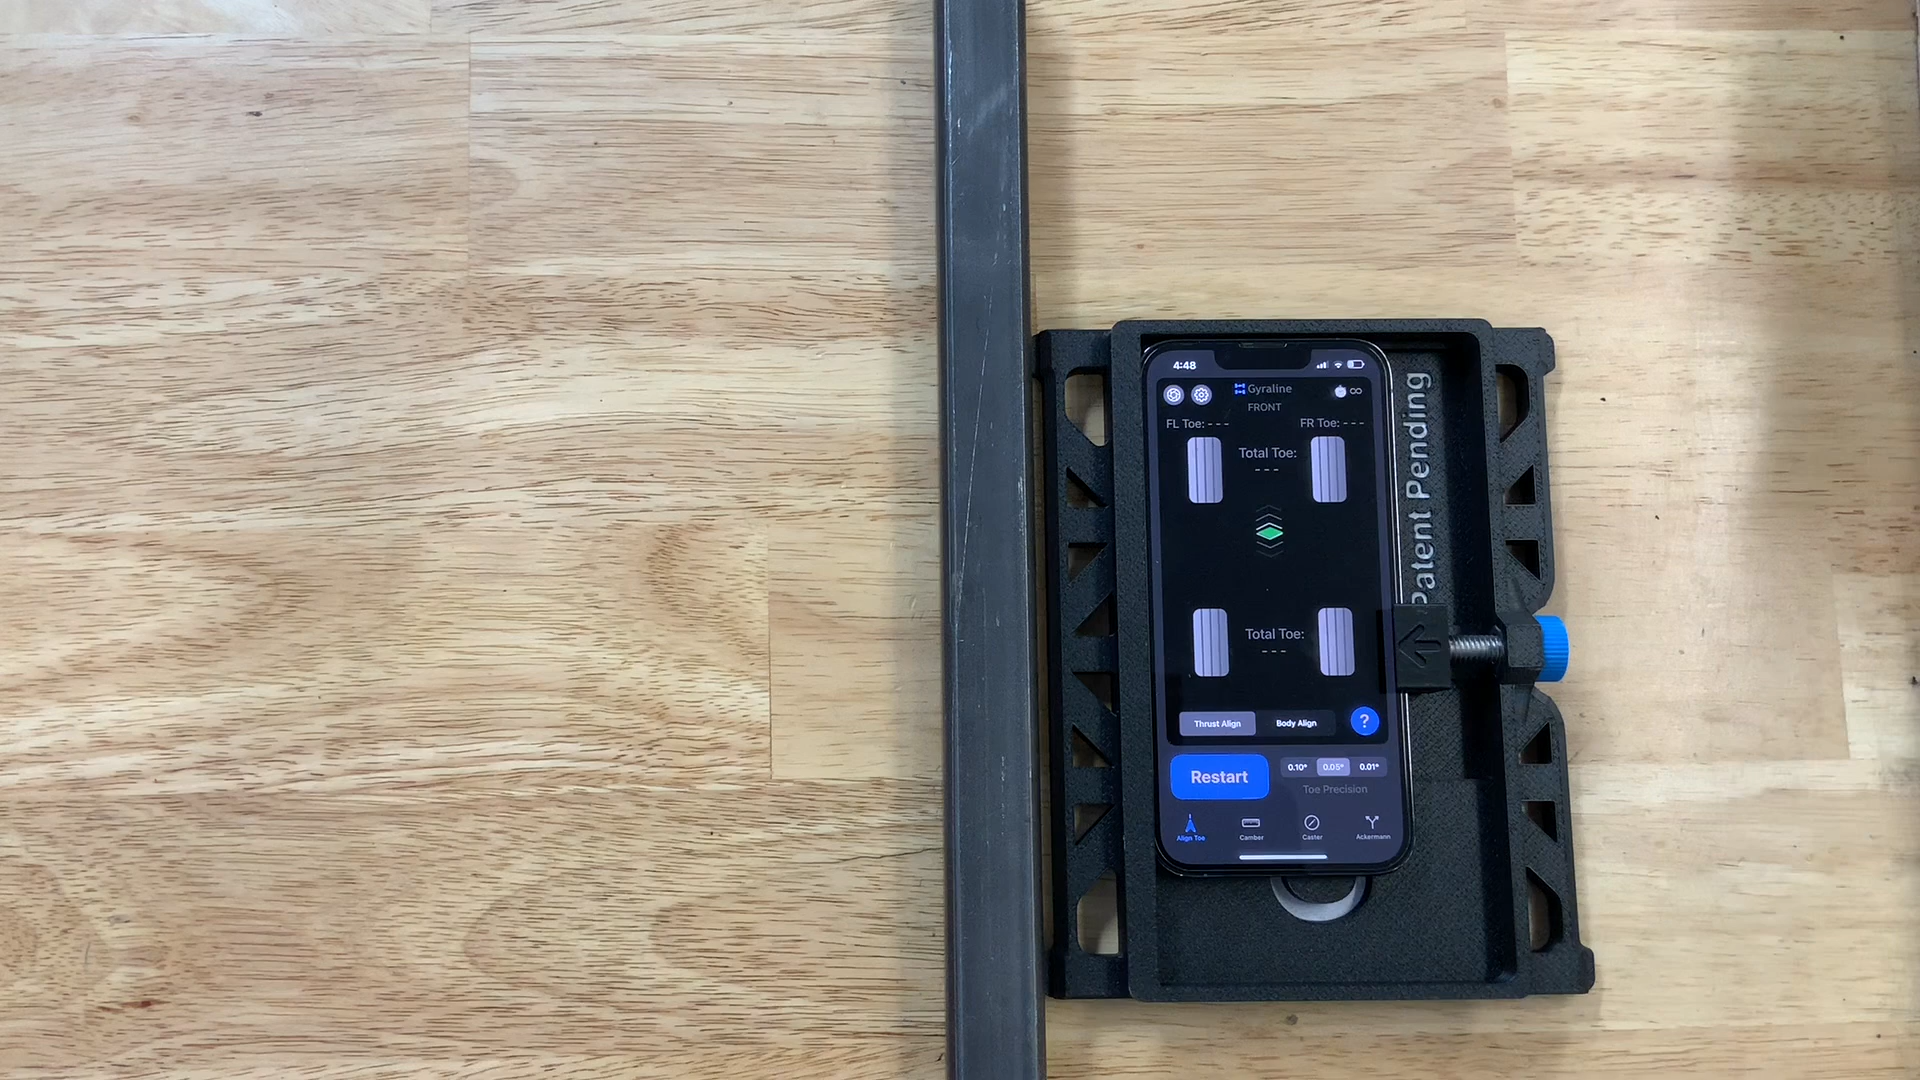 4:48
Gyraline
FRONT
FL Toe: - - -
FR Toe: - - -
Total Toe:
- - -
Total Toe:
- - -
Thrust Align
Body Align
?
Restart
0.10°
0.05°
0.01°
Toe Precision
Align Toe
Camber
Caster
Ackermann
Patent Pending